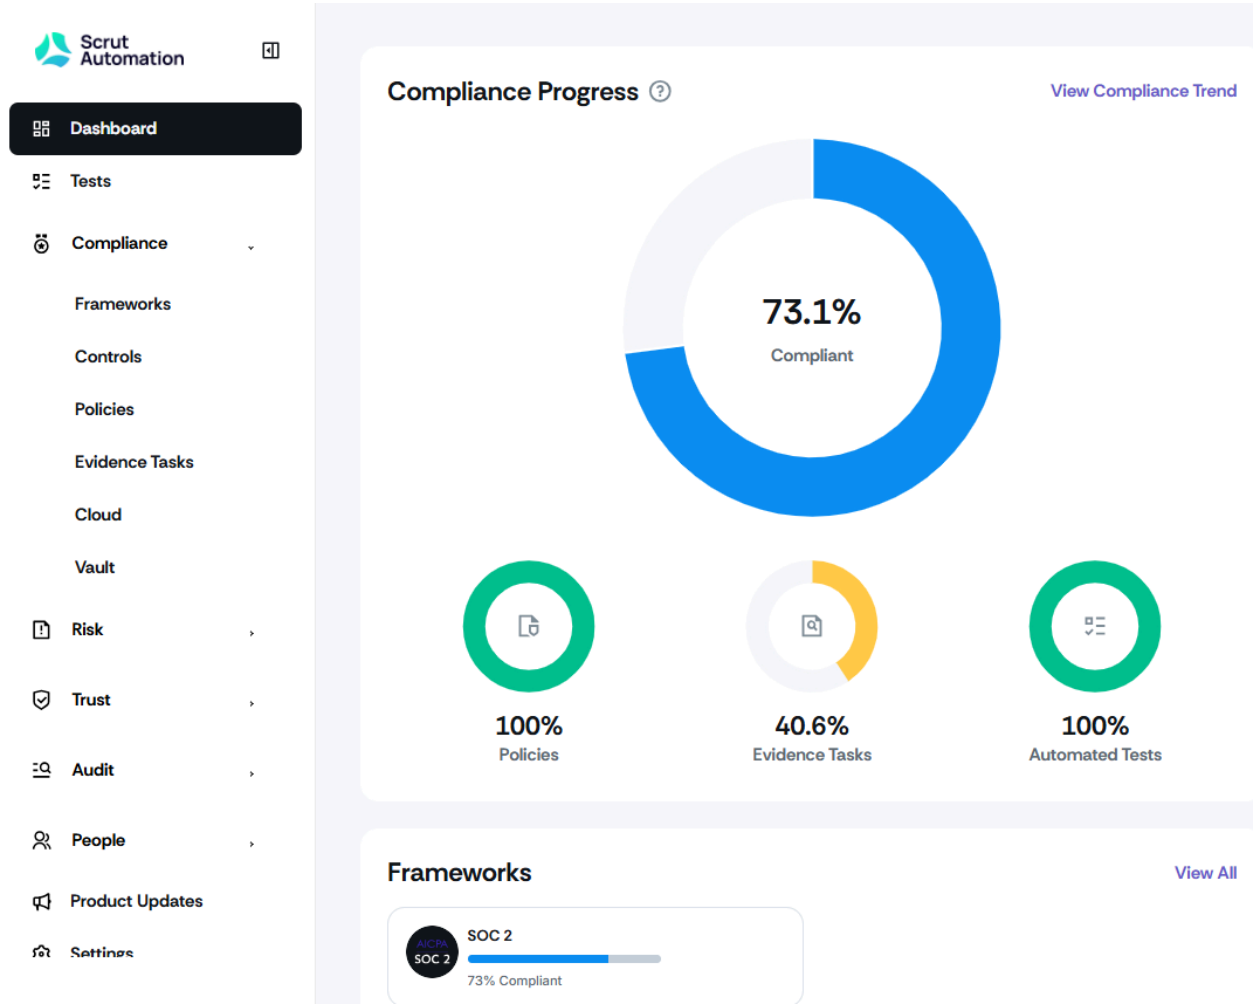 Scrut
Automation
Dashboard
Tests
Compliance
Frameworks
Controls
Policies
Evidence Tasks
Cloud
Vault
Risk
Trust
Audit
People
Product Updates
Settings
Compliance Progress
View Compliance Trend
73.1%
Compliant
100%
Policies
40.6%
Evidence Tasks
100%
Automated Tests
Frameworks
View All
AICPA
SOC 2
SOC 2
73% Compliant